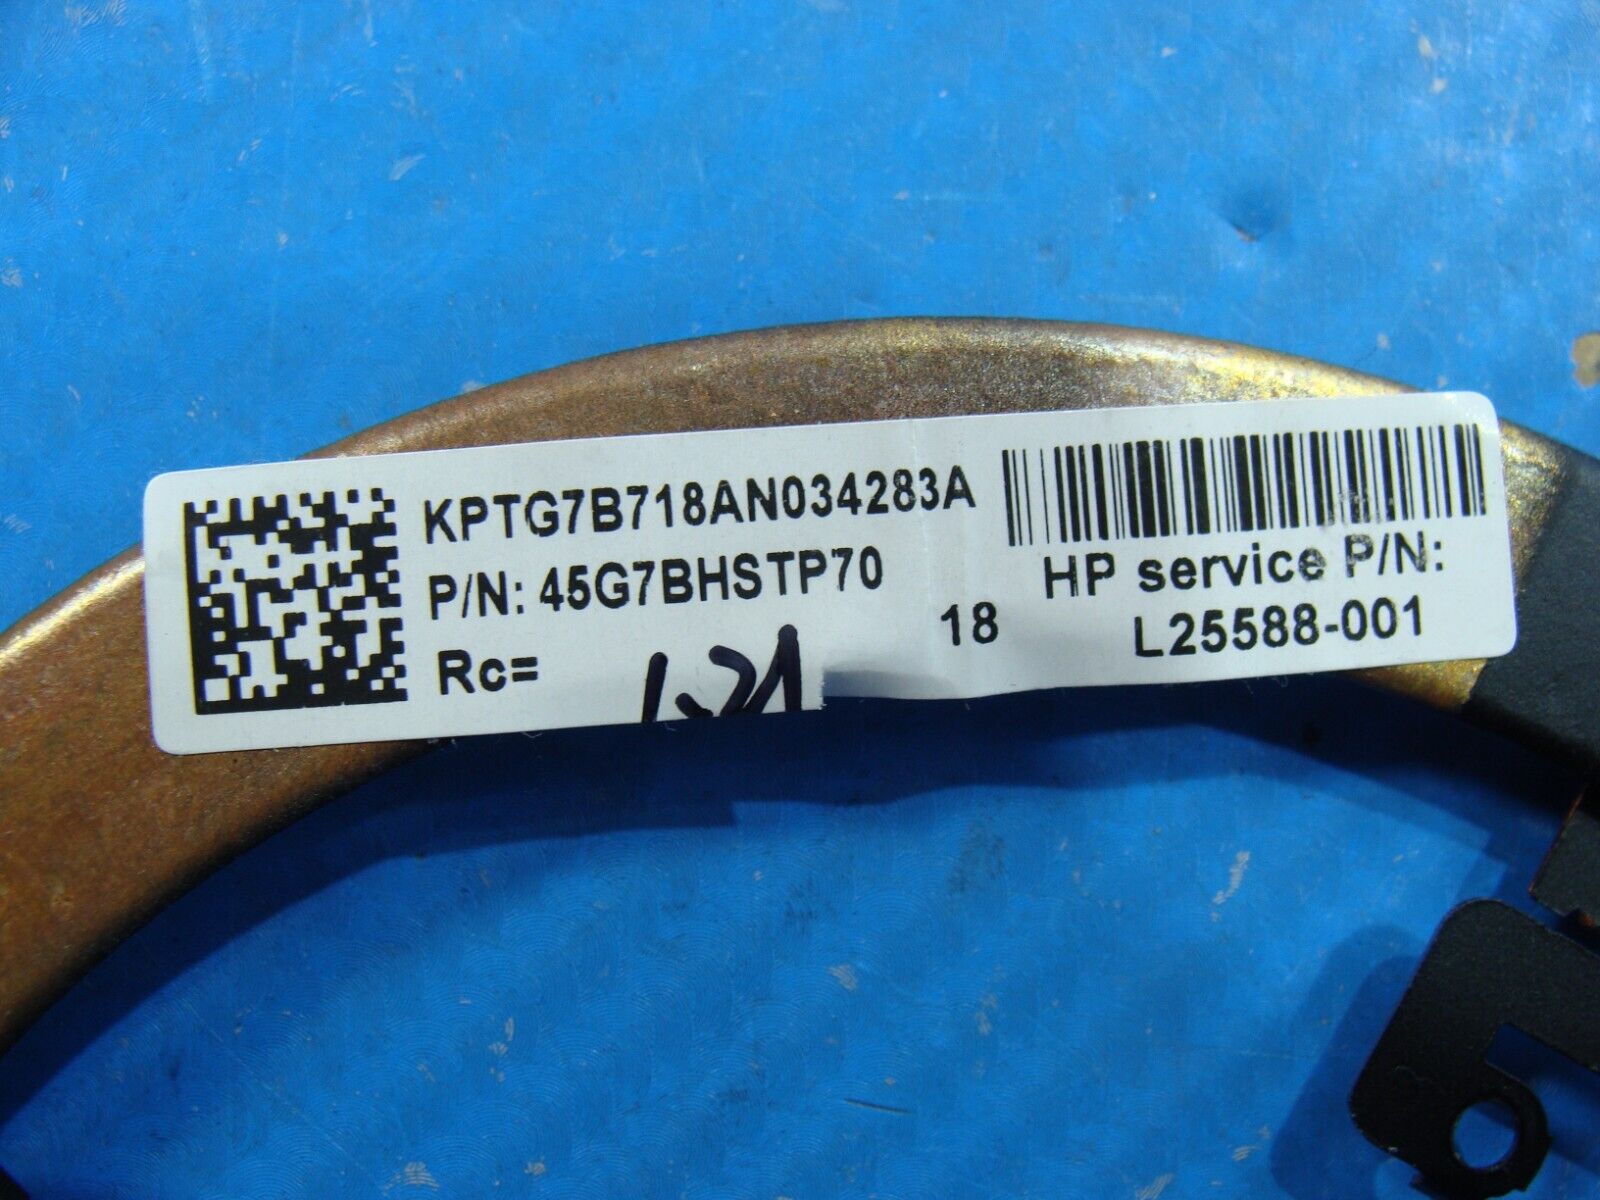 KPTG7B718AN034283A
P/N: 45G7BHSTP70
Rc=
18
HP service P/N:
L25588-001